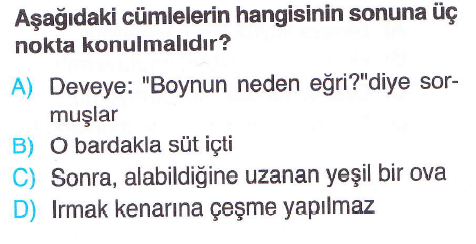 Aşağıdaki cümlelerin hangisinin sonuna üç
nokta konulmalıdır?
A) Deveye: "Boynun neden eğri?"diye sor-
muşlar
B) O bardakla süt içti
C) Sonra, alabildiğine uzanan yeşil bir ova
D) Irmak kenarına çeşme yapılmaz